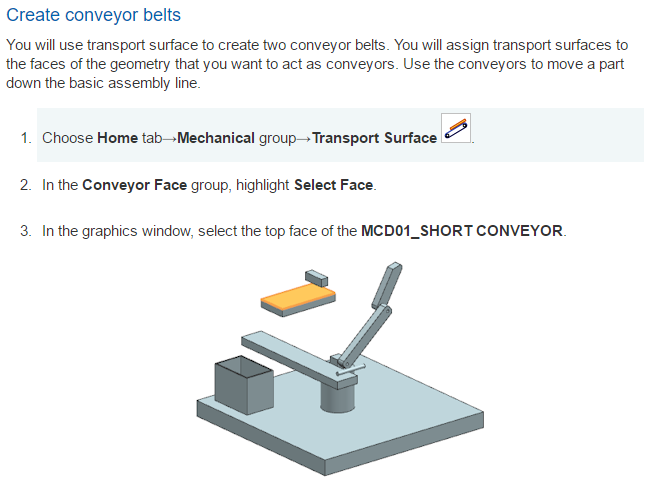 Create conveyor belts
You will use transport surface to create two conveyor belts. You will assign transport surfaces to
the faces of the geometry that you want to act as conveyors. Use the conveyors to move a part
down the basic assembly line.
1. Choose Home tab→Mechanical group→Transport Surface .
2. In the Conveyor Face group, highlight Select Face.
3. In the graphics window, select the top face of the MCD01_SHORT CONVEYOR.